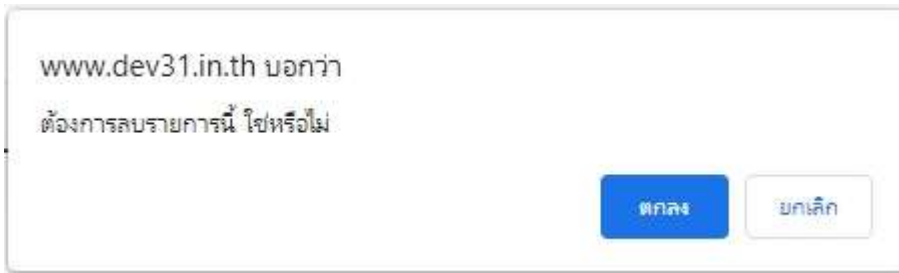 www.dev31.in.th บอกว่า
ต้องการลบรายการนี้ ใช่หรือไม่
ตกลง
ยกเลิก